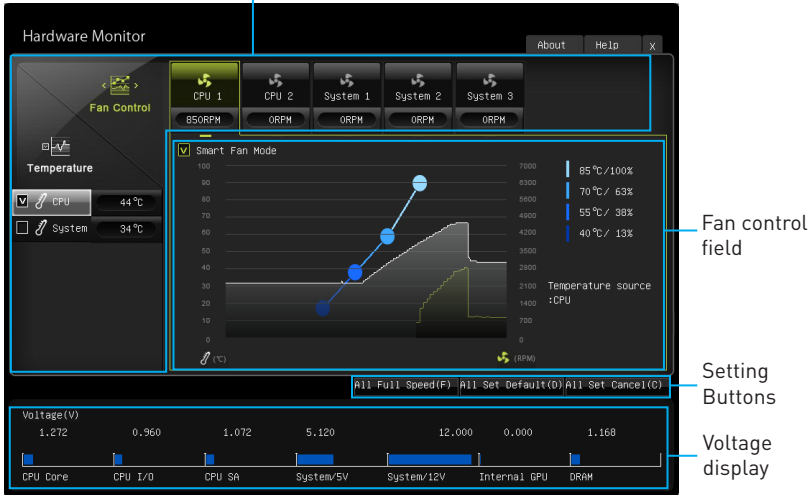 Hardware Monitor
About Help X
Fan Control
CPU 1 CPU 2 System 1 System 2 System 3
850RPM 0RPM 0RPM 0RPM 0RPM
Temperature
CPU 44°C
System 34°C
Smart Fan Mode
100 7000
90 6300
80 5600
70 4900
60 4200
50 3500
40 2800
30 2100
20 1400
10 700
0 0
(°C) (RPM)
85°C/100%
70°C/ 63%
55°C/ 38%
40°C/ 13%
Temperature source
:CPU
Fan control
field
All Full Speed(F) All Set Default(D) All Set Cancel(C)
Setting
Buttons
Voltage(V)
1.272 0.960 1.072 5.120 12.000 0.000 1.168
CPU Core CPU I/O CPU SA System/5V System/12V Internal GPU DRAM
Voltage
display